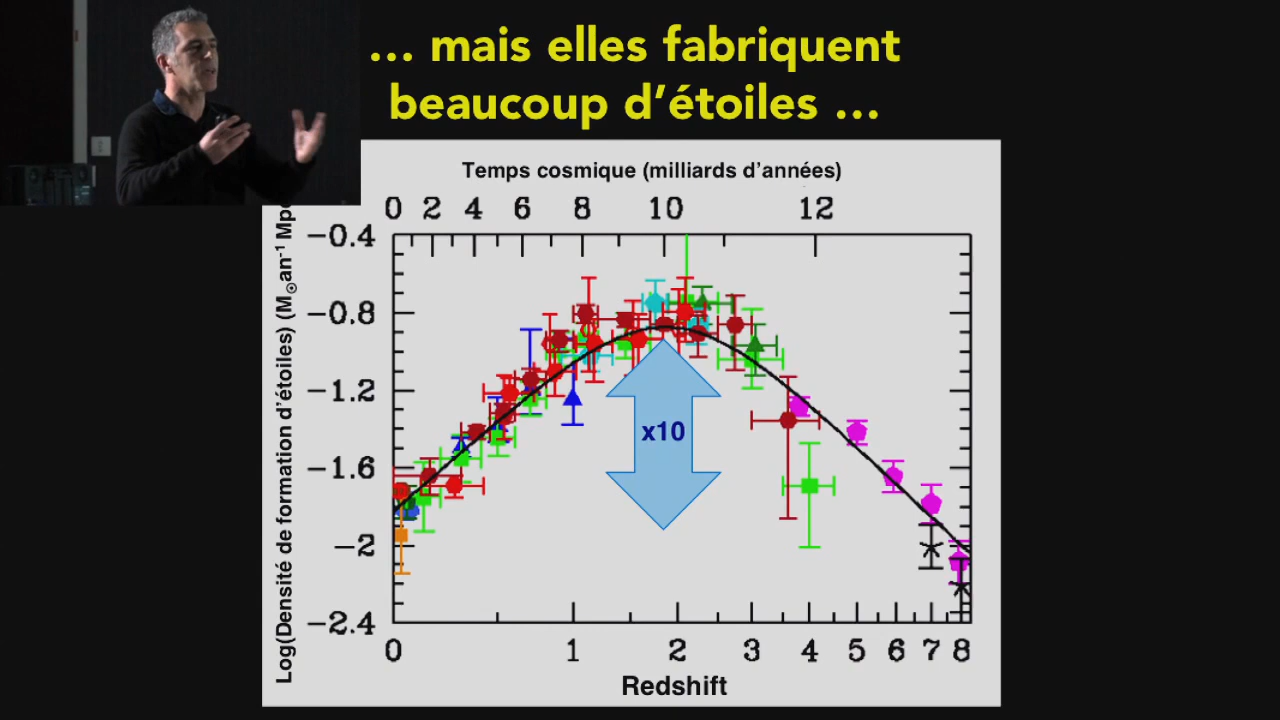 … mais elles fabriquent
beaucoup d’étoiles …
Temps cosmique (milliards d’années)
0 2 4 6 8 10 12
Log(Densité de formation d’étoiles) (M☉an⁻¹
−0.4
−0.8
−1.2
−1.6
−2
−2.4
x10
0 1 2 3 4 5 6 7 8
Redshift